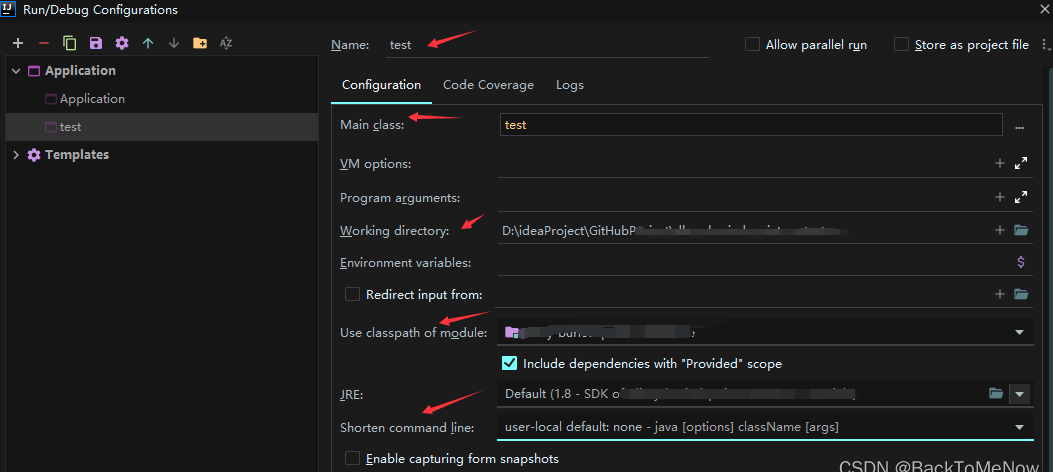 Run/Debug Configurations
Name: test
Allow parallel run
Store as project file
Application
Application
test
Templates
Configuration
Code Coverage
Logs
Main class: test
VM options:
Program arguments:
Working directory: D:\ideaProject\GitHubP
Environment variables:
Redirect input from:
Use classpath of module:
Include dependencies with "Provided" scope
JRE: Default (1.8 - SDK of
Shorten command line: user-local default: none - java [options] className [args]
Enable capturing form snapshots
CSDN @BackToMeNow